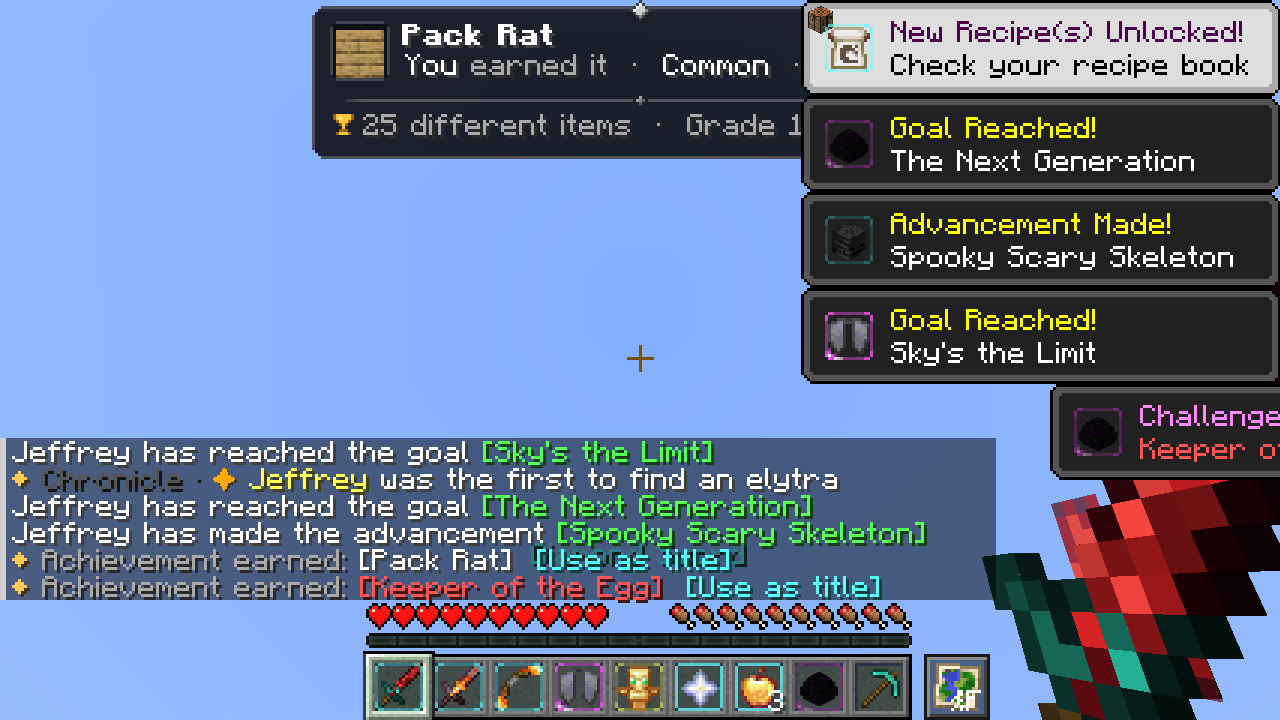 Pack Rat
You earned it · Common ·
25 different items · Grade 1
New Recipe(s) Unlocked!
Check your recipe book
Goal Reached!
The Next Generation
Advancement Made!
Spooky Scary Skeleton
Goal Reached!
Sky's the Limit
Challenge
Keeper o
Jeffrey has reached the goal [Sky's the Limit]
Chronicle · Jeffrey was the first to find an elytra
Jeffrey has reached the goal [The Next Generation]
Jeffrey has made the advancement [Spooky Scary Skeleton]
Achievement earned: [Pack Rat] [Use as title]
Achievement earned: [Keeper of the Egg] [Use as title]
3